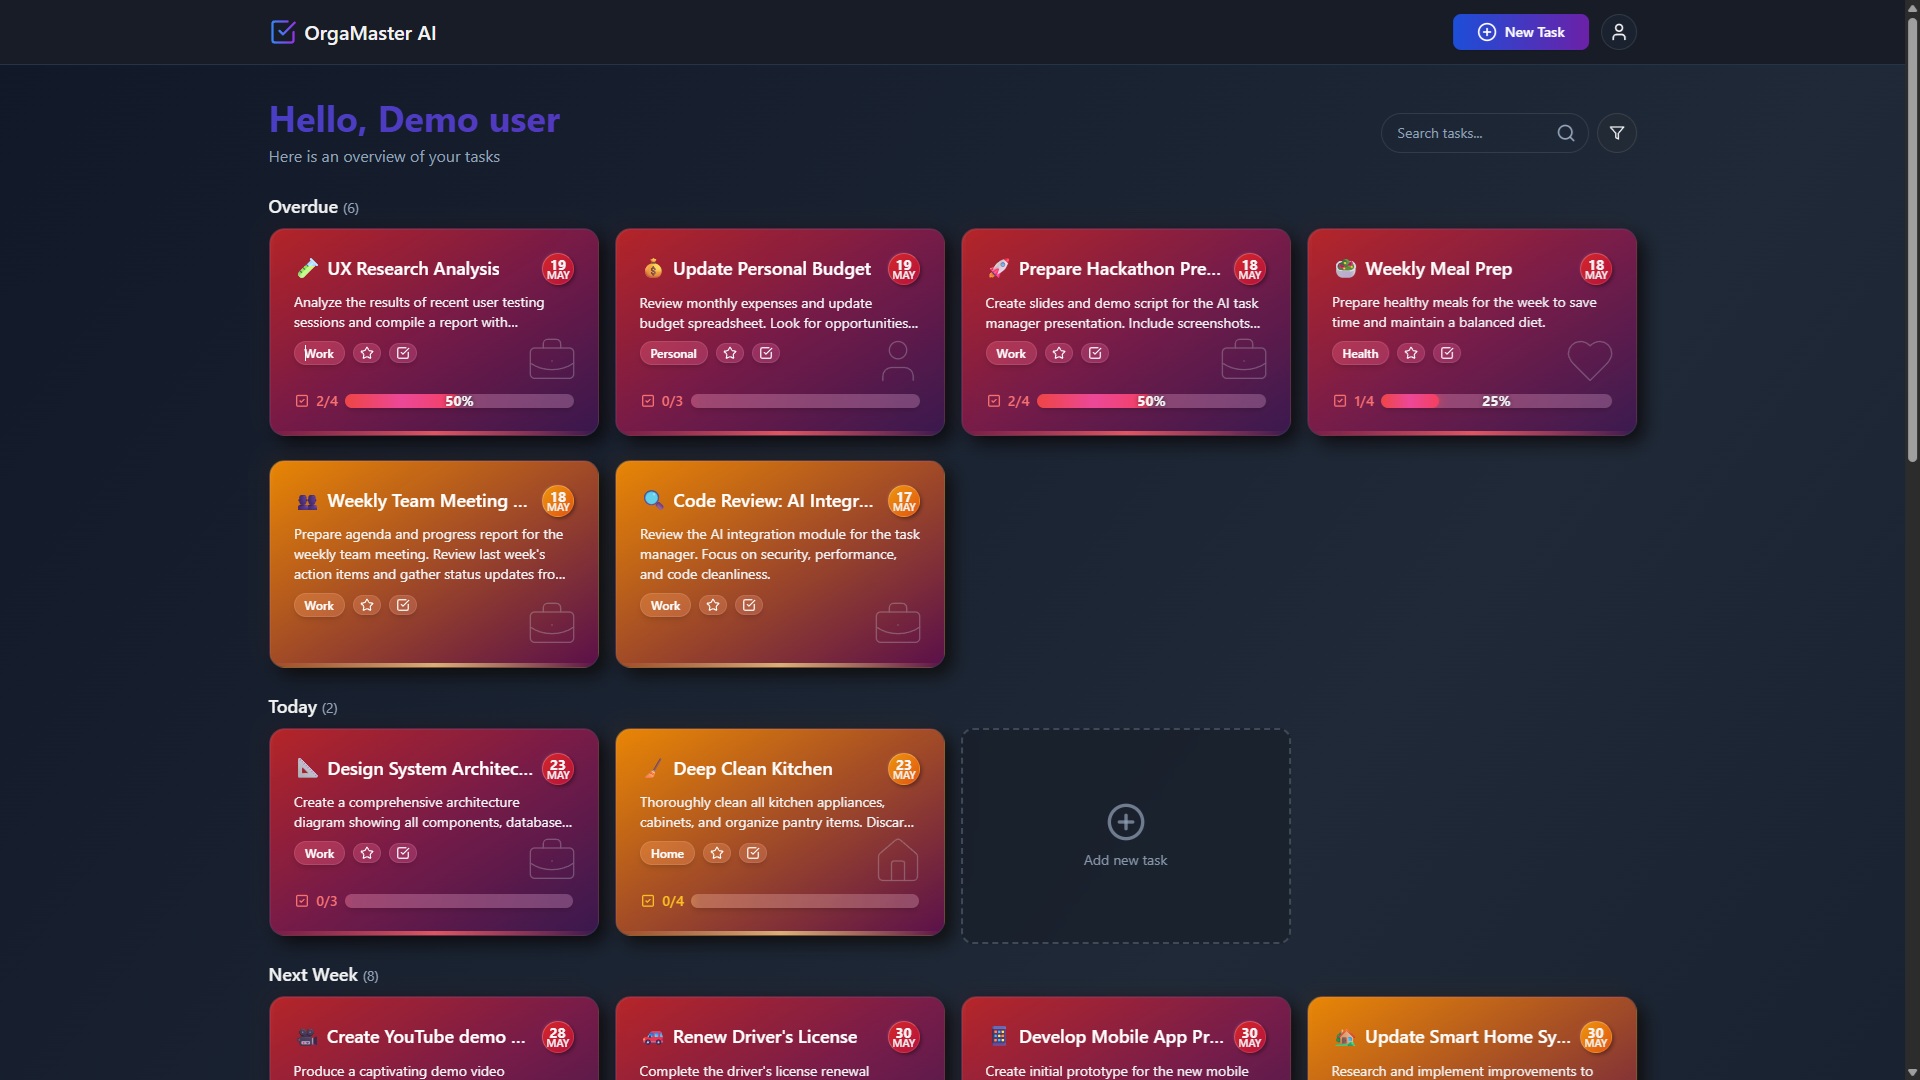 OrgaMaster AI
New Task
Hello, Demo user
Here is an overview of your tasks
Search tasks...
Overdue (6)
UX Research Analysis
19 MAY
Analyze the results of recent user testing
sessions and compile a report with...
Work
2/4
50%
Update Personal Budget
19 MAY
Review monthly expenses and update
budget spreadsheet. Look for opportunities...
Personal
0/3
Prepare Hackathon Pre...
18 MAY
Create slides and demo script for the AI task
manager presentation. Include screenshots...
Work
2/4
50%
Weekly Meal Prep
18 MAY
Prepare healthy meals for the week to save
time and maintain a balanced diet.
Health
1/4
25%
Weekly Team Meeting ...
18 MAY
Prepare agenda and progress report for the
weekly team meeting. Review last week's
action items and gather status updates fro...
Work
Code Review: AI Integr...
17 MAY
Review the AI integration module for the task
manager. Focus on security, performance,
and code cleanliness.
Work
Today (2)
Design System Architec...
23 MAY
Create a comprehensive architecture
diagram showing all components, database...
Work
0/3
Deep Clean Kitchen
23 MAY
Thoroughly clean all kitchen appliances,
cabinets, and organize pantry items. Discar...
Home
0/4
Add new task
Next Week (8)
Create YouTube demo ...
28 MAY
Produce a captivating demo video
Renew Driver's License
30 MAY
Complete the driver's license renewal
Develop Mobile App Pr...
30 MAY
Create initial prototype for the new mobile
Update Smart Home Sy...
30 MAY
Research and implement improvements to